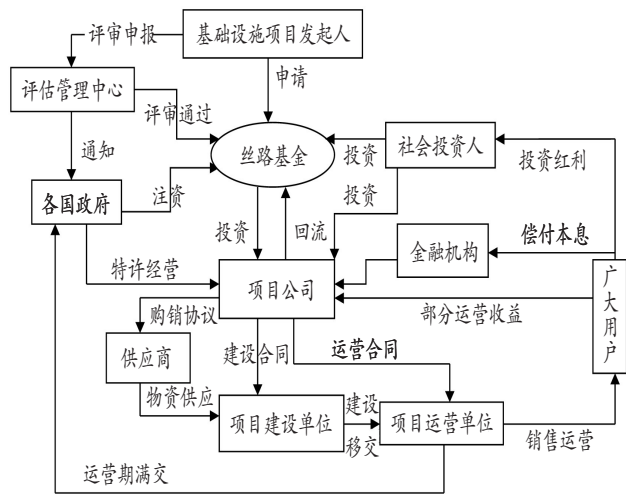 评审申报
基础设施项目发起人
申请
评估管理中心
评审通过
通知
丝路基金
投资
社会投资人
投资红利
各国政府
注资
投资
投资
回流
金融机构
偿付本息
特许经营
项目公司
部分运营收益
广大用户
购销协议
供应商
建设合同
运营合同
物资供应
项目建设单位
建设
移交
项目运营单位
销售运营
运营期满交